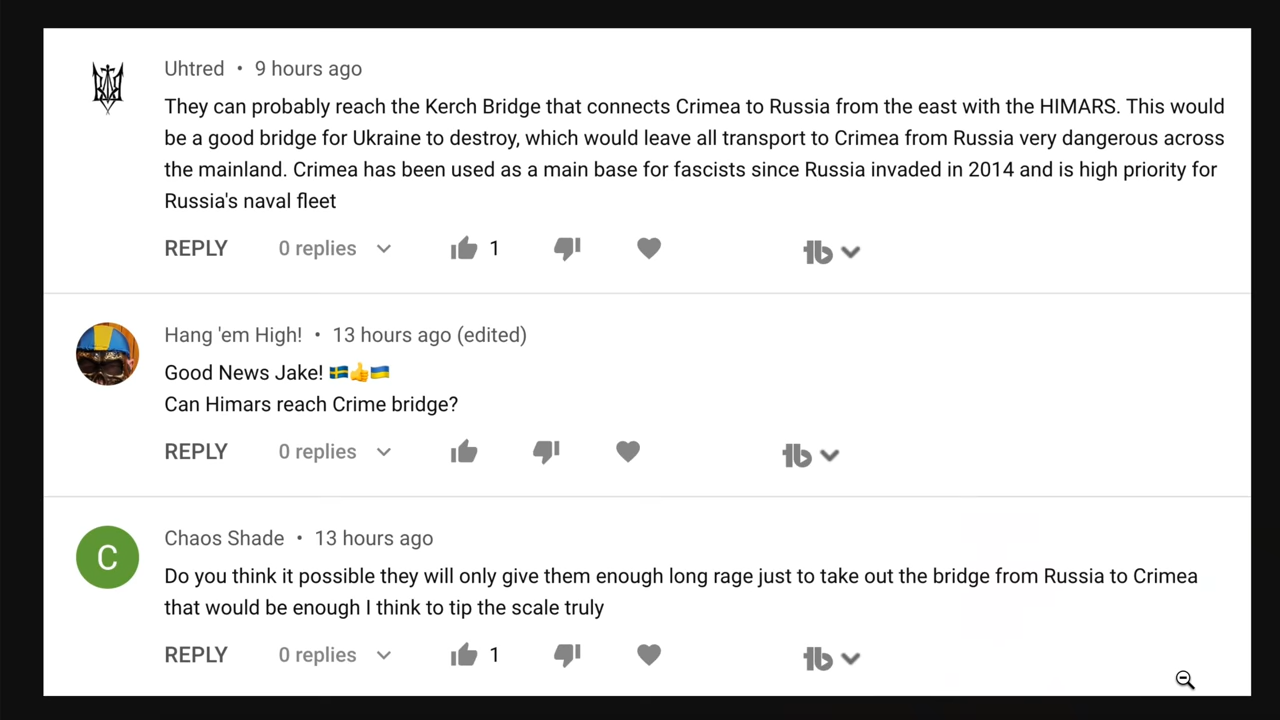 Uhtred • 9 hours ago
They can probably reach the Kerch Bridge that connects Crimea to Russia from the east with the HIMARS. This would
be a good bridge for Ukraine to destroy, which would leave all transport to Crimea from Russia very dangerous across
the mainland. Crimea has been used as a main base for fascists since Russia invaded in 2014 and is high priority for
Russia's naval fleet
REPLY 0 replies 1
Hang 'em High! • 13 hours ago (edited)
Good News Jake! 🇸🇪👍🇺🇦
Can Himars reach Crime bridge?
REPLY 0 replies
C
Chaos Shade • 13 hours ago
Do you think it possible they will only give them enough long rage just to take out the bridge from Russia to Crimea
that would be enough I think to tip the scale truly
REPLY 0 replies 1